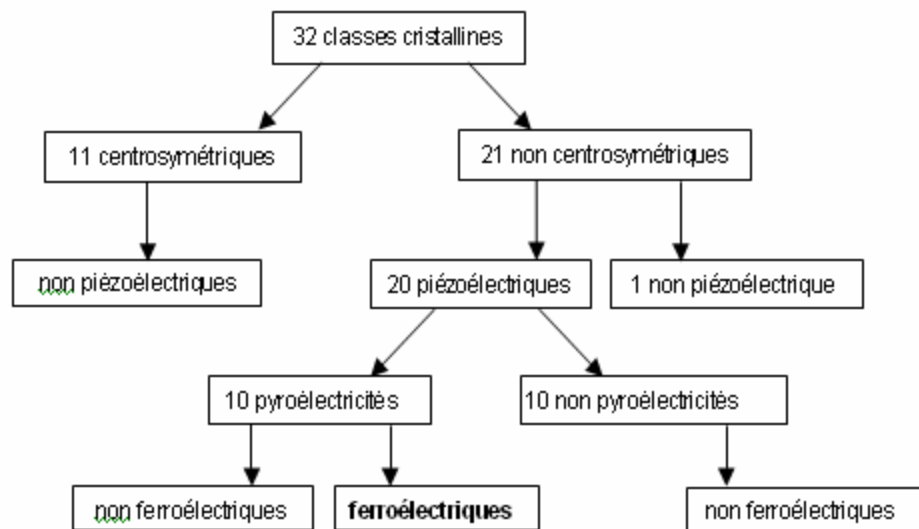 32 classes cristallines
11 centrosymétriques
21 non centrosymétriques
non piézoélectriques
20 piézoélectriques
1 non piézoélectrique
10 pyroélectricités
10 non pyroélectricités
non ferroélectriques
ferroélectriques
non ferroélectriques